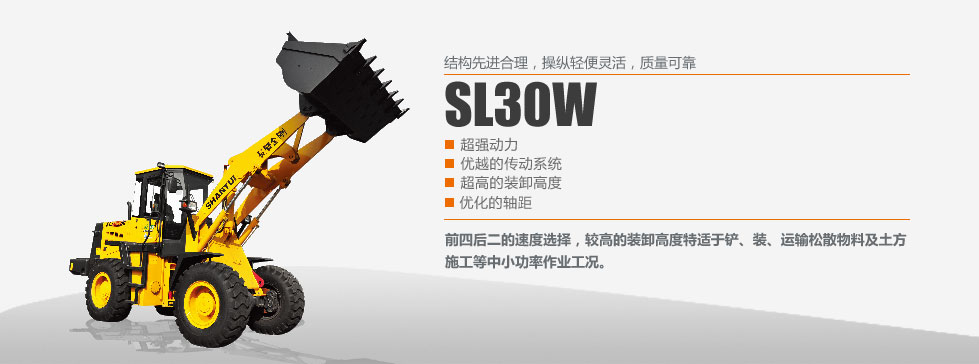 结构先进合理，操纵轻便灵活，质量可靠
SL30W
超强动力
优越的传动系统
超高的装卸高度
优化的轴距
前四后二的速度选择，较高的装卸高度特适于铲、装、运输松散物料及土方
施工等中小功率作业工况。
SHANTUI